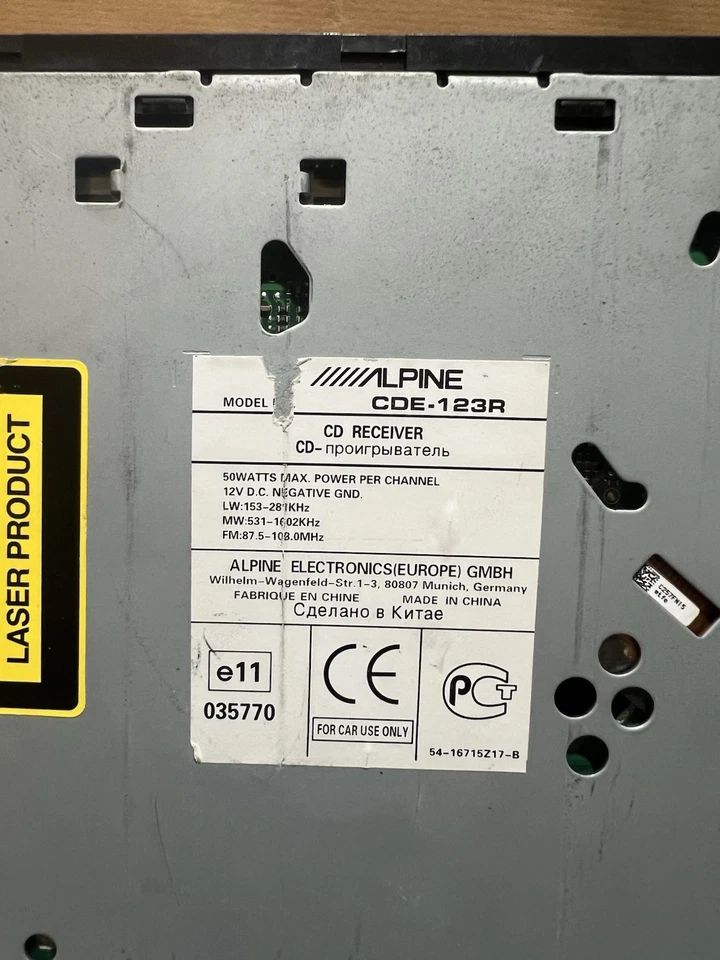 ALPINE
MODEL
CDE-123R
CD RECEIVER
CD-проигрыватель
50WATTS MAX. POWER PER CHANNEL
12V D.C. NEGATIVE GND.
LW:153-281KHz
MW:531-1602KHz
FM:87.5-108.0MHz
ALPINE ELECTRONICS(EUROPE) GMBH
Wilhelm-Wagenfeld-Str.1-3, 80807 Munich, Germany
FABRIQUE EN CHINE MADE IN CHINA
Сделано в Китае
e11
035770
CE
FOR CAR USE ONLY
РСТ
54-16715Z17-B
LASER PRODUCT